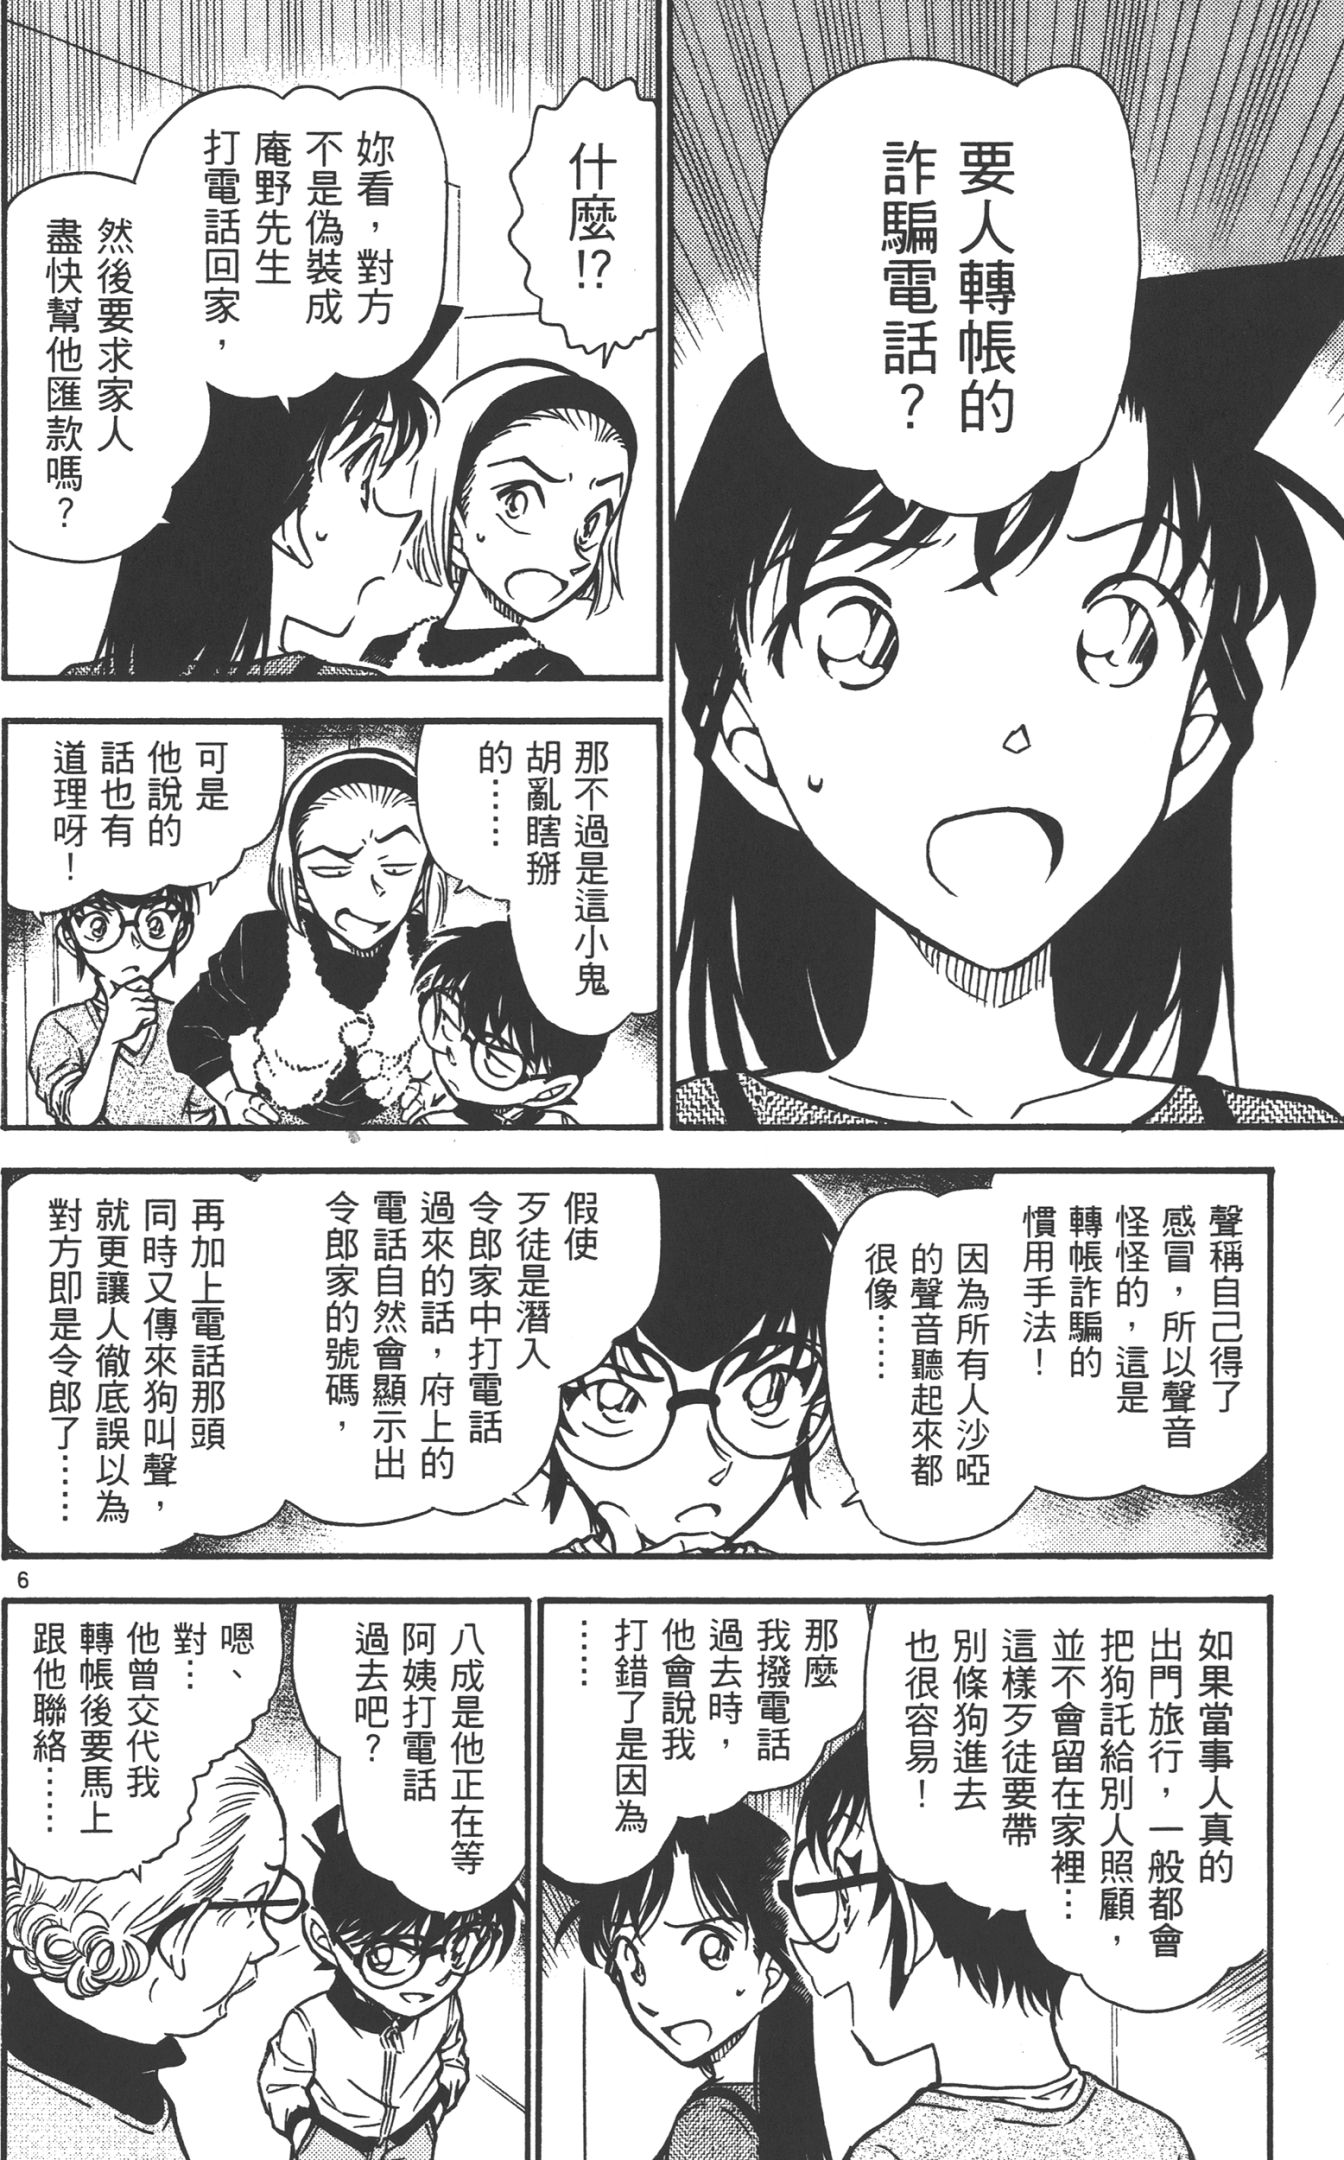 要人轉帳的
詐騙電話？
什麼!?
妳看，對方
不是偽裝成
庵野先生
打電話回家，
然後要求家人
盡快幫他匯款嗎？
那不過是這小鬼
胡亂瞎掰
的……
可是
他說的
話也有
道理呀！
聲稱自己得了
感冒，所以聲音
怪怪的，這是
轉帳詐騙的
慣用手法！
因為所有人沙啞
的聲音聽起來都
很像……
假使
歹徒是潛入
令郎家中打電話
過來的話，府上的
電話自然會顯示出
令郎家的號碼，
再加上電話那頭
同時又傳來狗叫聲，
就更讓人徹底誤以為
對方即是令郎了……
6
如果當事人真的
出門旅行，一般都會
把狗託給別人照顧，
並不會留在家裡…
這樣歹徒要帶
別條狗進去
也很容易！
那麼
我撥電話
過去時，
他會說我
打錯了是因為
……
八成是他正在等
阿姨打電話
過去吧？
嗯、
對…
他曾交代我
轉帳後要馬上
跟他聯絡……